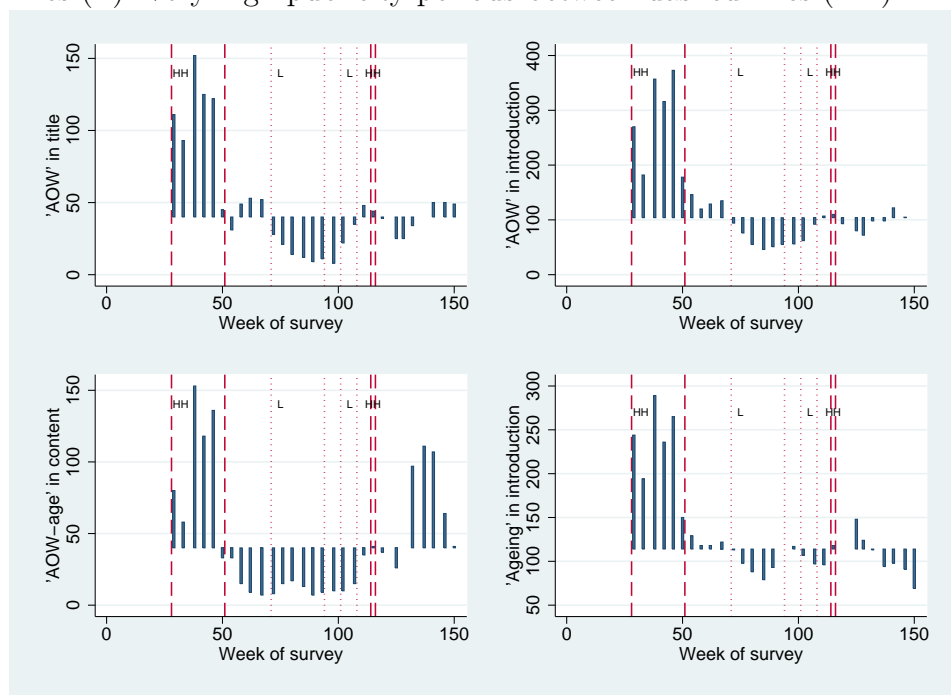 'AOW' in title
150
100
50
0
HH
L
L
HH
0
50
100
150
Week of survey
'AOW' in introduction
400
300
200
100
0
HH
L
L
HH
0
50
100
150
Week of survey
'AOW−age' in content
150
100
50
0
HH
L
L
HH
0
50
100
150
Week of survey
'Ageing' in introduction
300
250
200
150
100
50
HH
L
L
HH
0
50
100
150
Week of survey